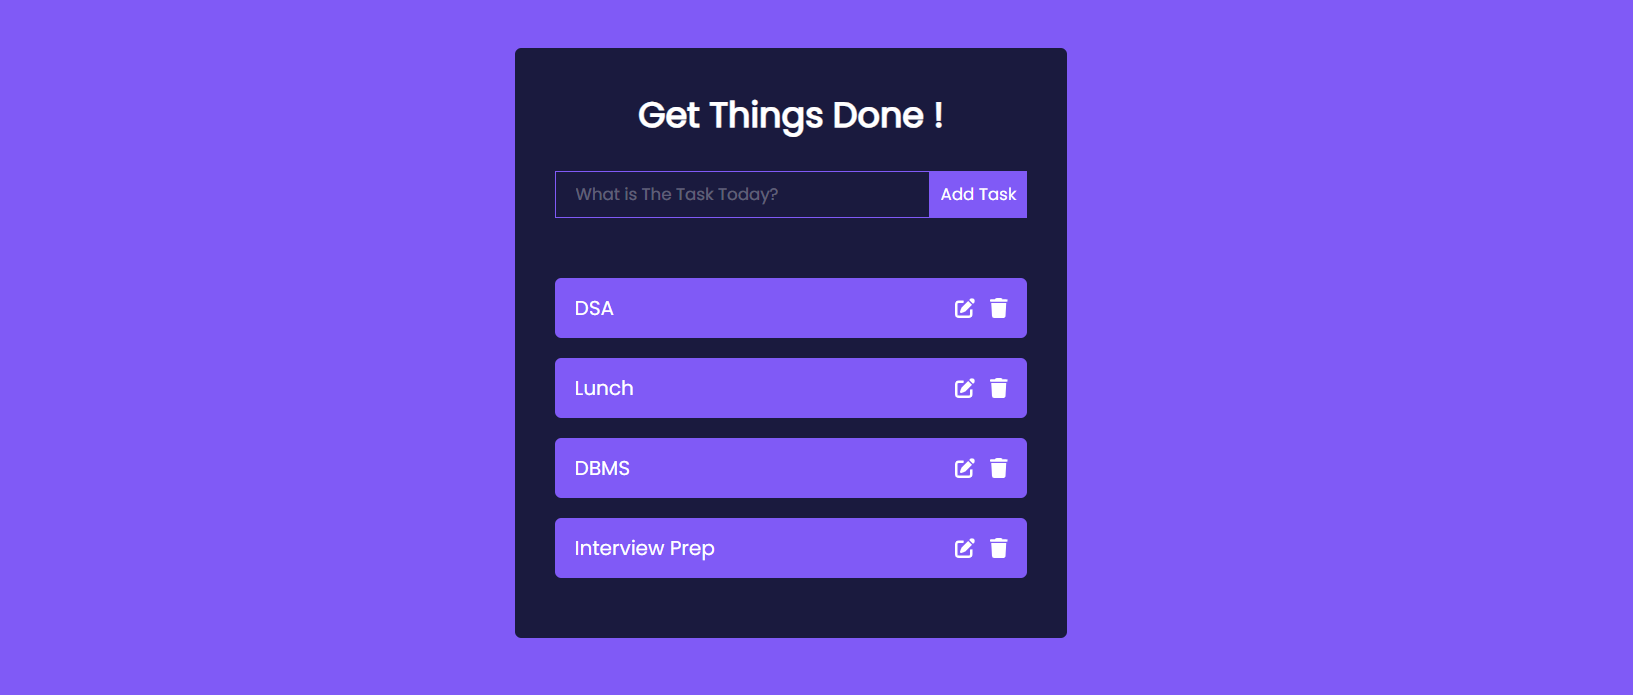 Get Things Done !
What is The Task Today?
Add Task
DSA
Lunch
DBMS
Interview Prep